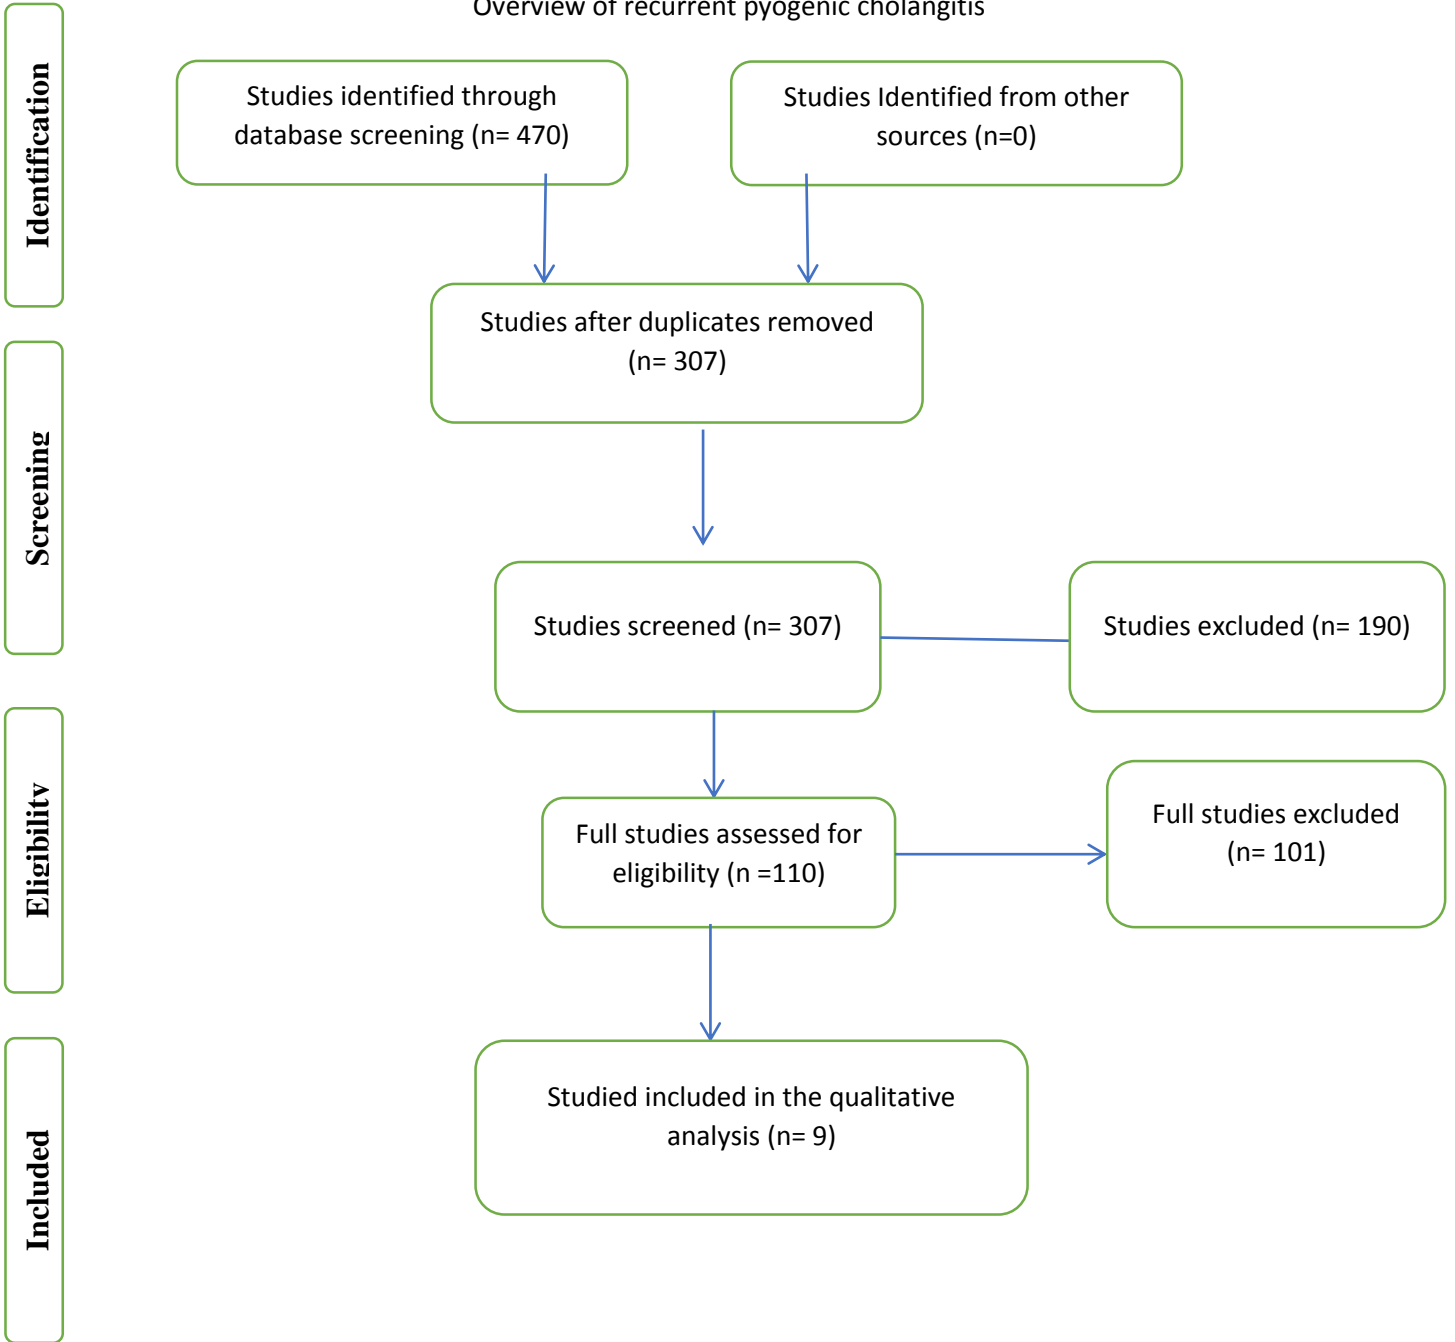 Overview of recurrent pyogenic cholangitis
Identification
Studies identified through
database screening (n= 470)
Studies Identified from other
sources (n=0)
Studies after duplicates removed
(n= 307)
Screening
Studies screened (n= 307)
Studies excluded (n= 190)
Eligibility
Full studies assessed for
eligibility (n =110)
Full studies excluded
(n= 101)
Included
Studied included in the qualitative
analysis (n= 9)